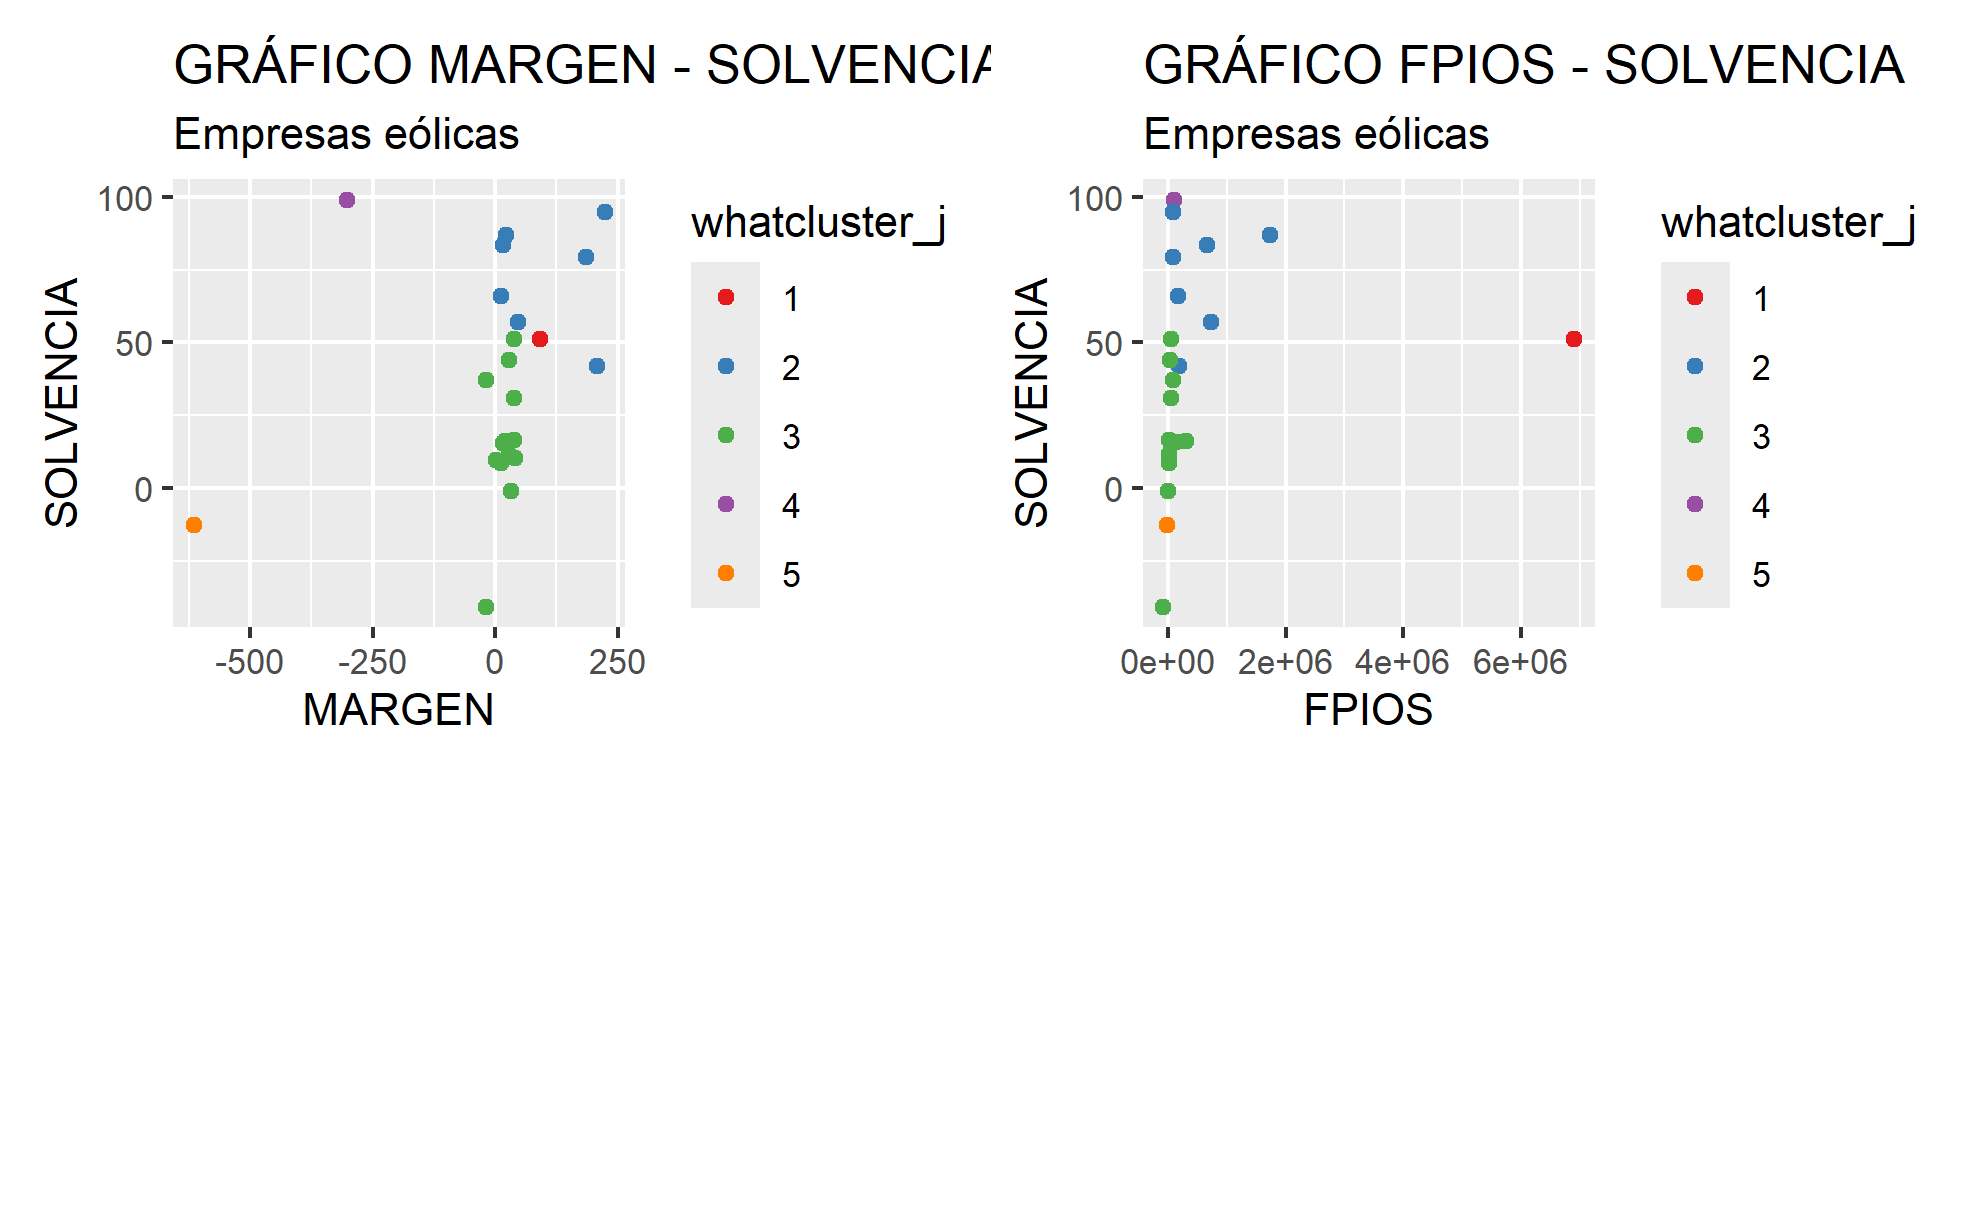 GRÁFICO MARGEN - SOLVENCIA
Empresas eólicas
100
50
0
SOLVENCIA
-500
-250
0
250
MARGEN
whatcluster_j
1
2
3
4
5
GRÁFICO FPIOS - SOLVENCIA
Empresas eólicas
100
50
0
SOLVENCIA
0e+00
2e+06
4e+06
6e+06
FPIOS
whatcluster_j
1
2
3
4
5